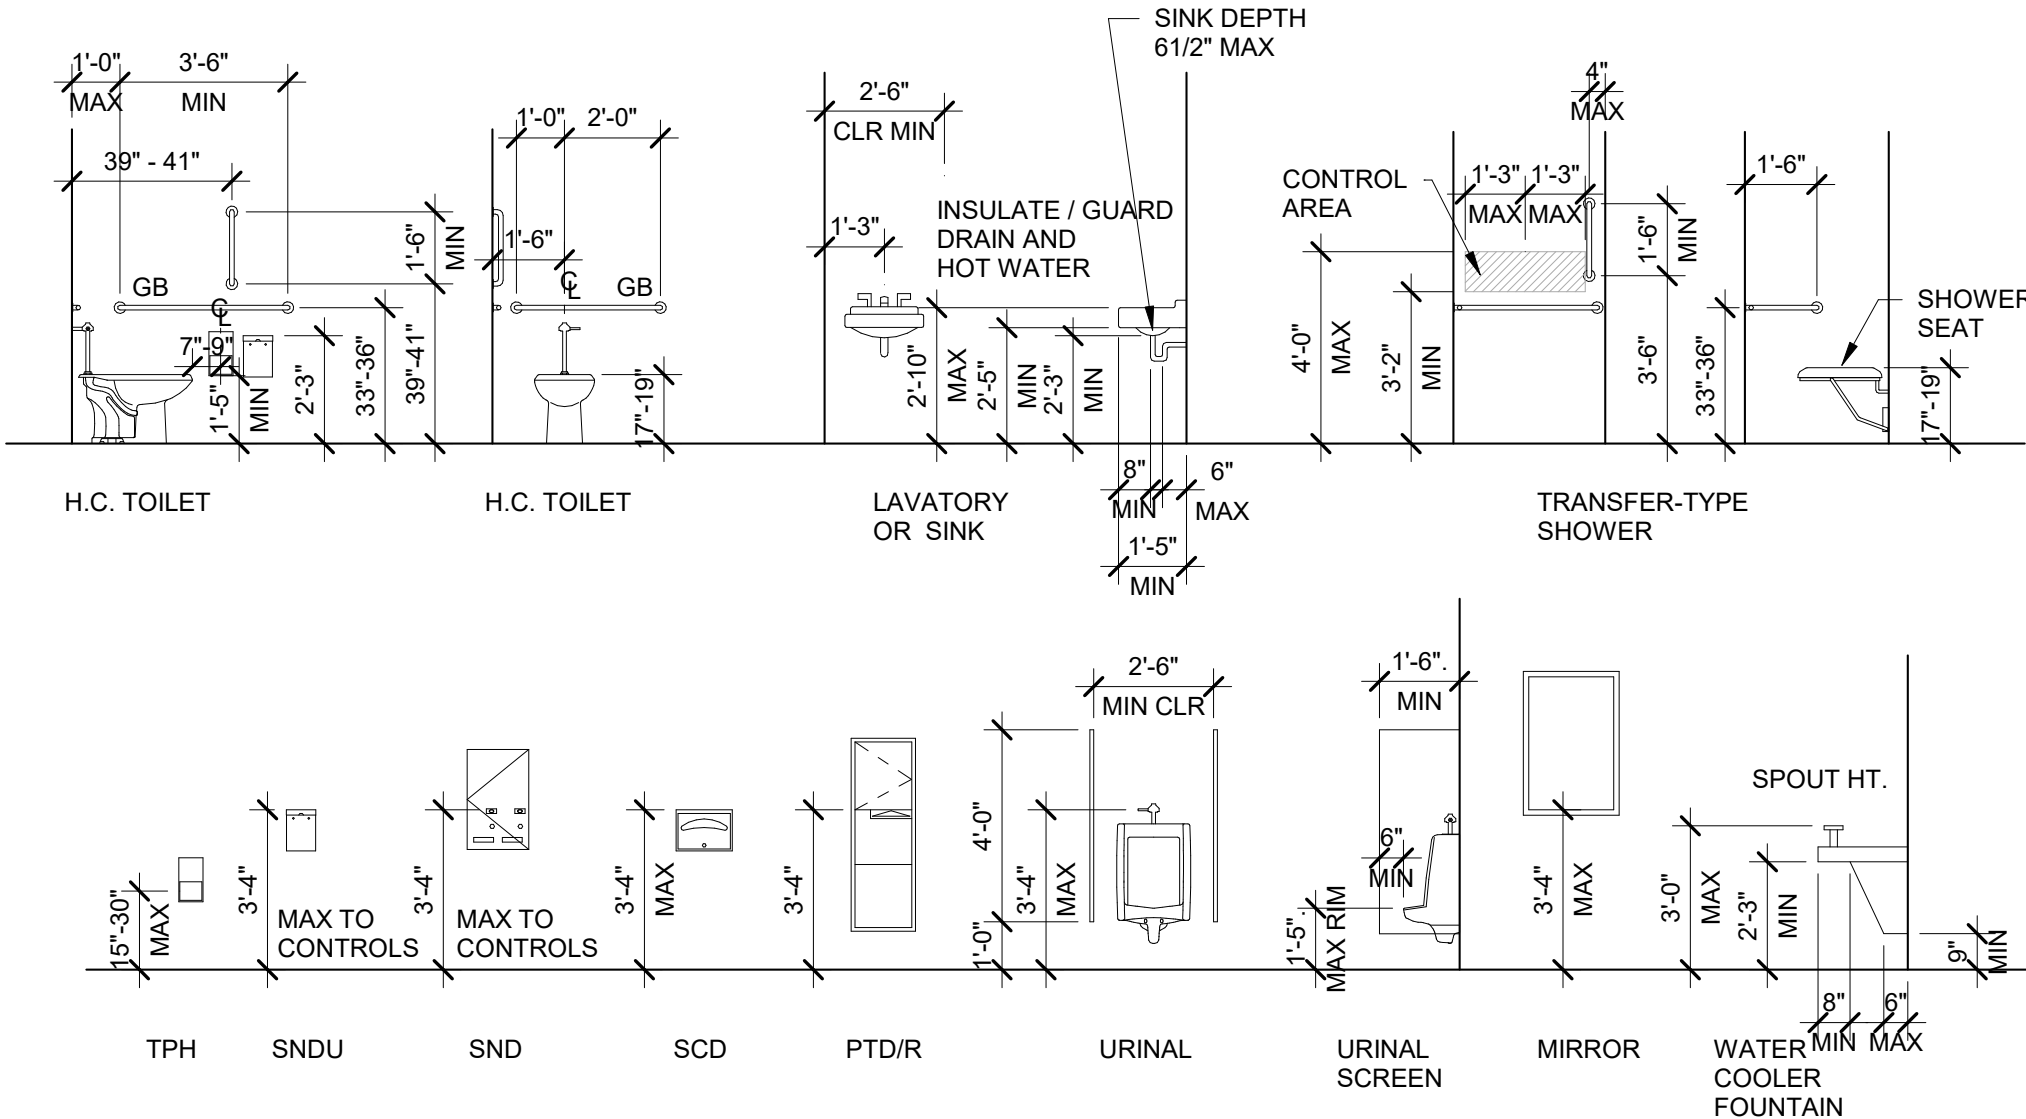 SINK DEPTH
61/2" MAX
1'-0"
MAX
3'-6"
MIN
39" - 41"
1'-6"
MIN
GB
CL
7"-9"
1'-5"
MIN
2'-3"
33"-36"
39"-41"
H.C. TOILET
1'-0"
2'-0"
1'-6"
CL
GB
17"-19"
H.C. TOILET
2'-6"
CLR MIN
1'-3"
INSULATE / GUARD
DRAIN AND
HOT WATER
2'-10"
MAX
2'-5"
MIN
2'-3"
MIN
8"
MIN
6"
MAX
1'-5"
MIN
LAVATORY
OR SINK
4"
MAX
CONTROL
AREA
1'-3"
MAX
1'-3"
MAX
1'-6"
MIN
4'-0"
MAX
3'-2"
MIN
3'-6"
33"-36"
1'-6"
SHOWER
SEAT
17"-19"
TRANSFER-TYPE
SHOWER
15"-30"
MAX
TPH
3'-4"
MAX TO
CONTROLS
SNDU
3'-4"
MAX TO
CONTROLS
SND
3'-4"
MAX
SCD
3'-4"
PTD/R
2'-6"
MIN CLR
4'-0"
1'-0"
3'-4"
MAX
URINAL
1'-6".
MIN
6"
MIN
1'-5".
MAX RIM
URINAL
SCREEN
3'-4"
MAX
MIRROR
SPOUT HT.
3'-0"
MAX
2'-3"
MIN
9"
MIN
8"
MIN
6"
MAX
WATER
COOLER
FOUNTAIN